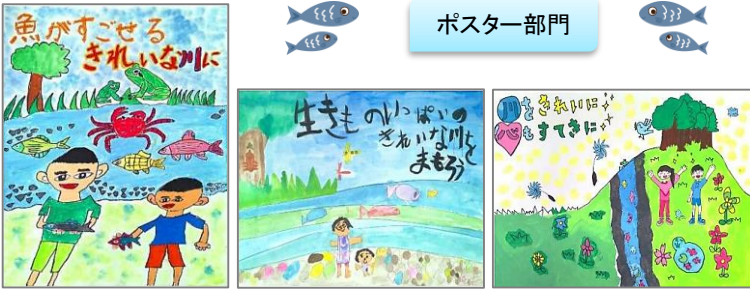 ポスター部門
魚がすごせる
きれいな川に
生きものいっぱいの
きれいな川を
まもろう
川をきれいに
心もすてきに